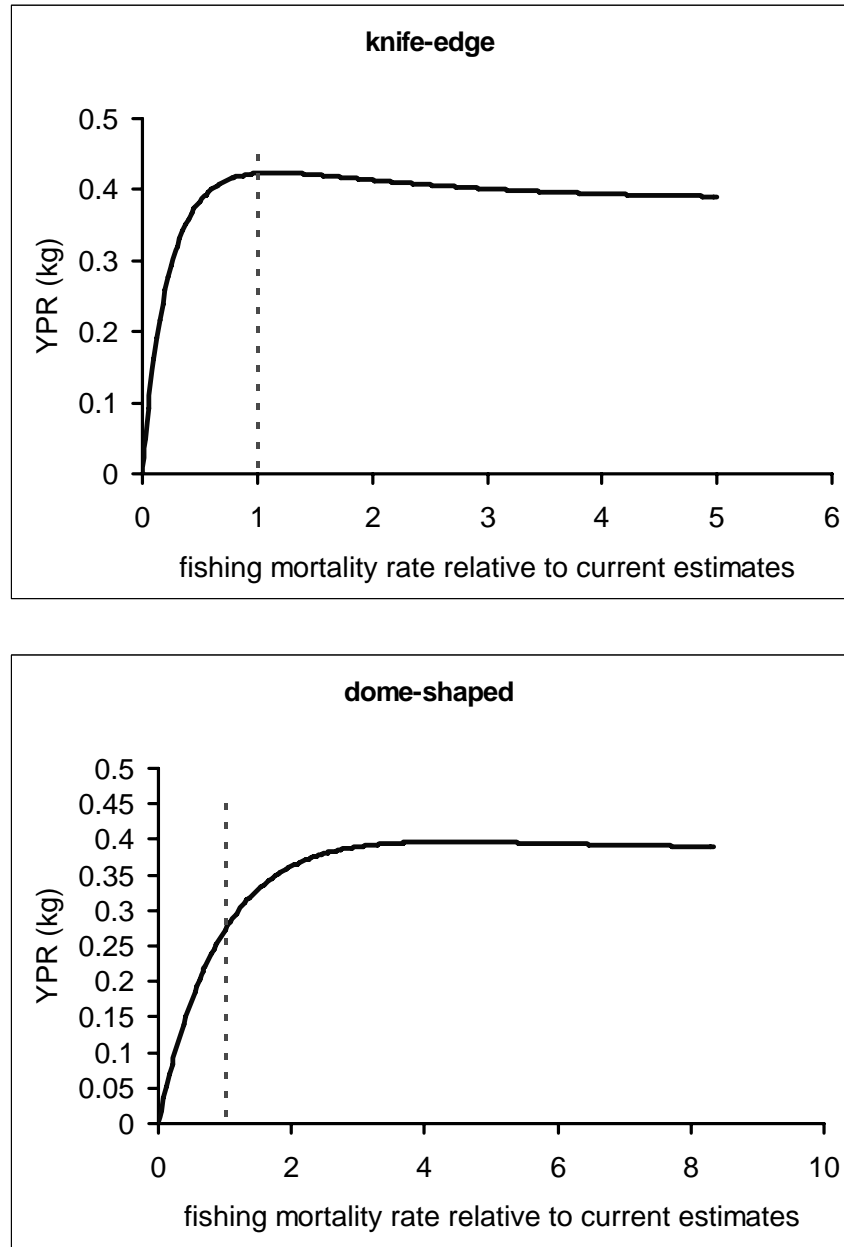 knife-edge
0.5
0.4
0.3
0.2
0.1
0
YPR (kg)
0 1 2 3 4 5 6
fishing mortality rate relative to current estimates
dome-shaped
0.5
0.45
0.4
0.35
0.3
0.25
0.2
0.15
0.1
0.05
0
YPR (kg)
0 2 4 6 8 10
fishing mortality rate relative to current estimates